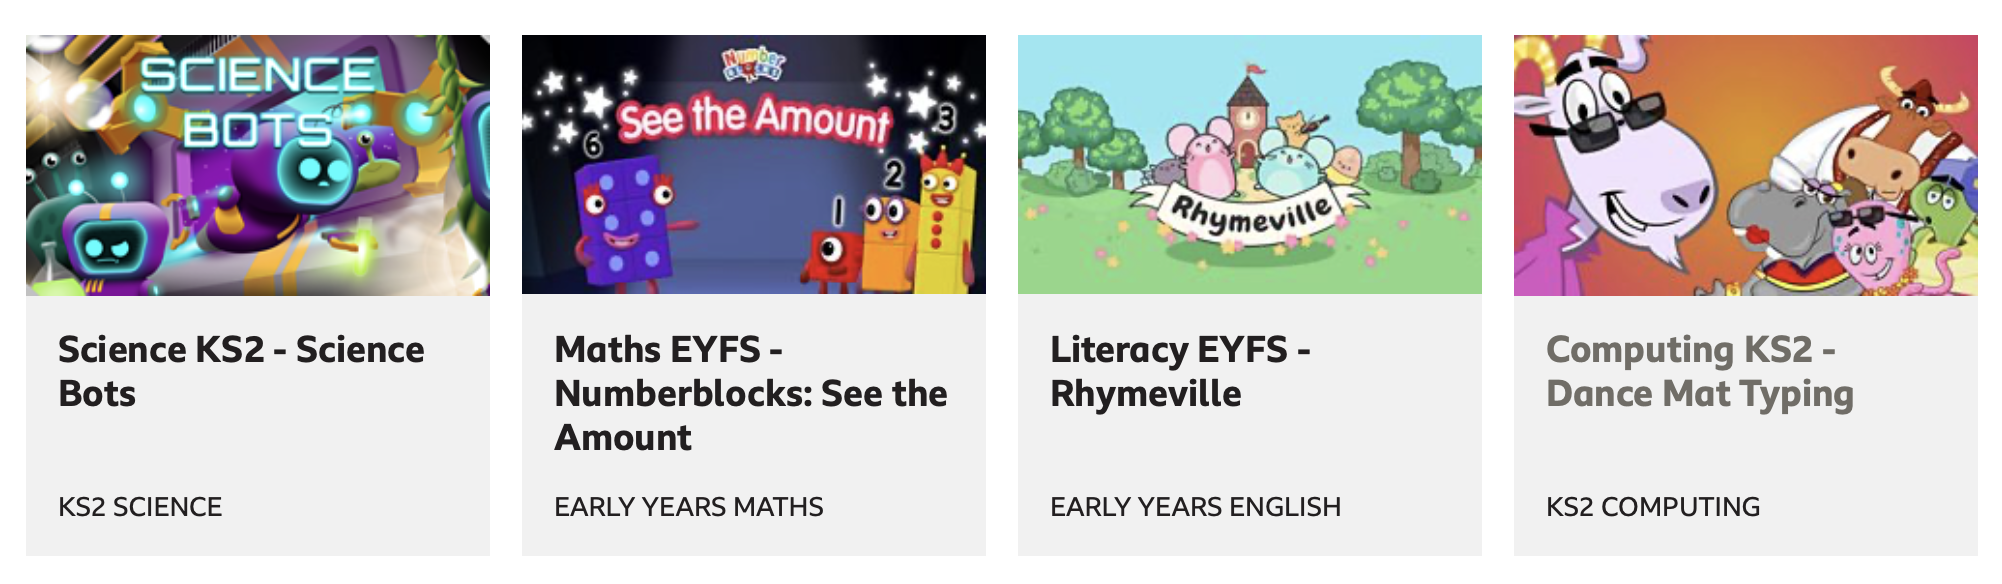 SCIENCE
BOTS
Science KS2 - Science
Bots
KS2 SCIENCE
Number
Blocks
See the Amount
6
3
2
1
Maths EYFS -
Numberblocks: See the
Amount
EARLY YEARS MATHS
Rhymeville
Literacy EYFS -
Rhymeville
EARLY YEARS ENGLISH
Computing KS2 -
Dance Mat Typing
KS2 COMPUTING